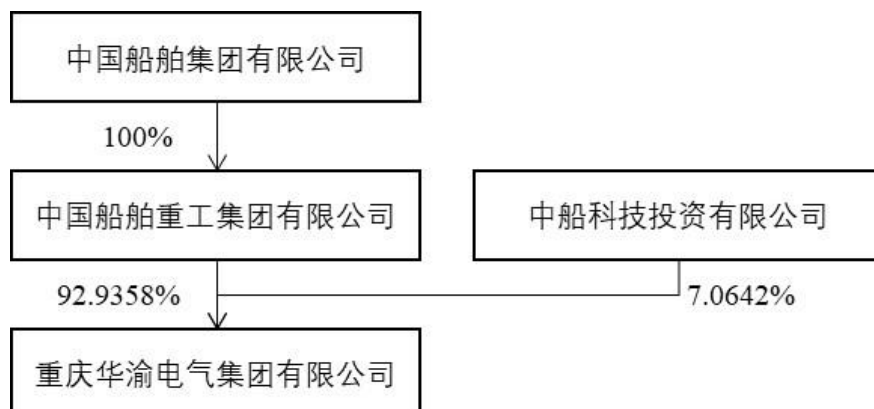 中国船舶集团有限公司
100%
中国船舶重工集团有限公司
中船科技投资有限公司
92.9358%
7.0642%
重庆华渝电气集团有限公司